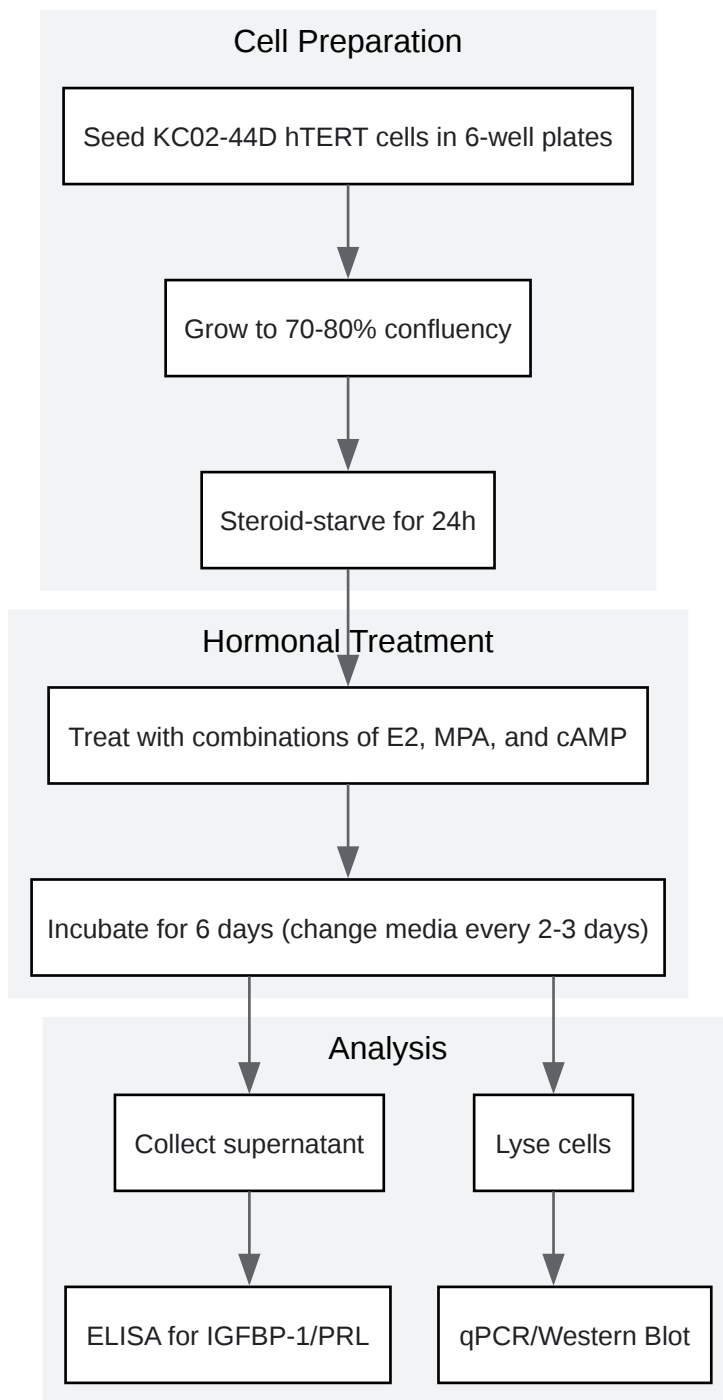 Cell Preparation
Seed KC02-44D hTERT cells in 6-well plates
Grow to 70-80% confluency
Steroid-starve for 24h
Hormonal Treatment
Treat with combinations of E2, MPA, and cAMP
Incubate for 6 days (change media every 2-3 days)
Analysis
Collect supernatant
Lyse cells
ELISA for IGFBP-1/PRL
qPCR/Western Blot